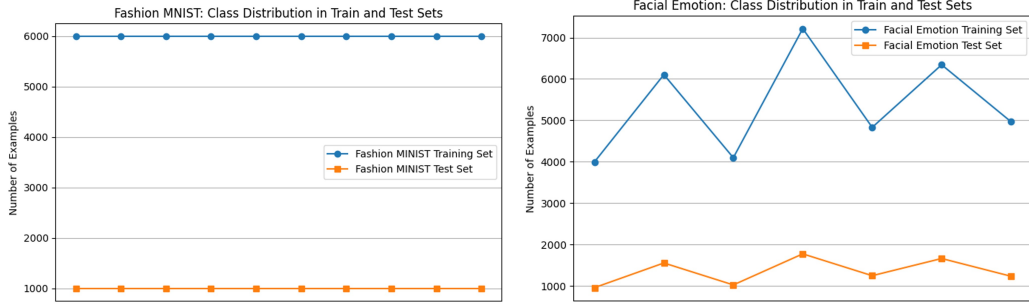 Fashion MNIST: Class Distribution in Train and Test Sets
Number of Examples
6000
5000
4000
3000
2000
1000
Fashion MINIST Training Set
Fashion MINIST Test Set
Facial Emotion: Class Distribution in Train and Test Sets
Number of Examples
7000
6000
5000
4000
3000
2000
1000
Facial Emotion Training Set
Facial Emotion Test Set